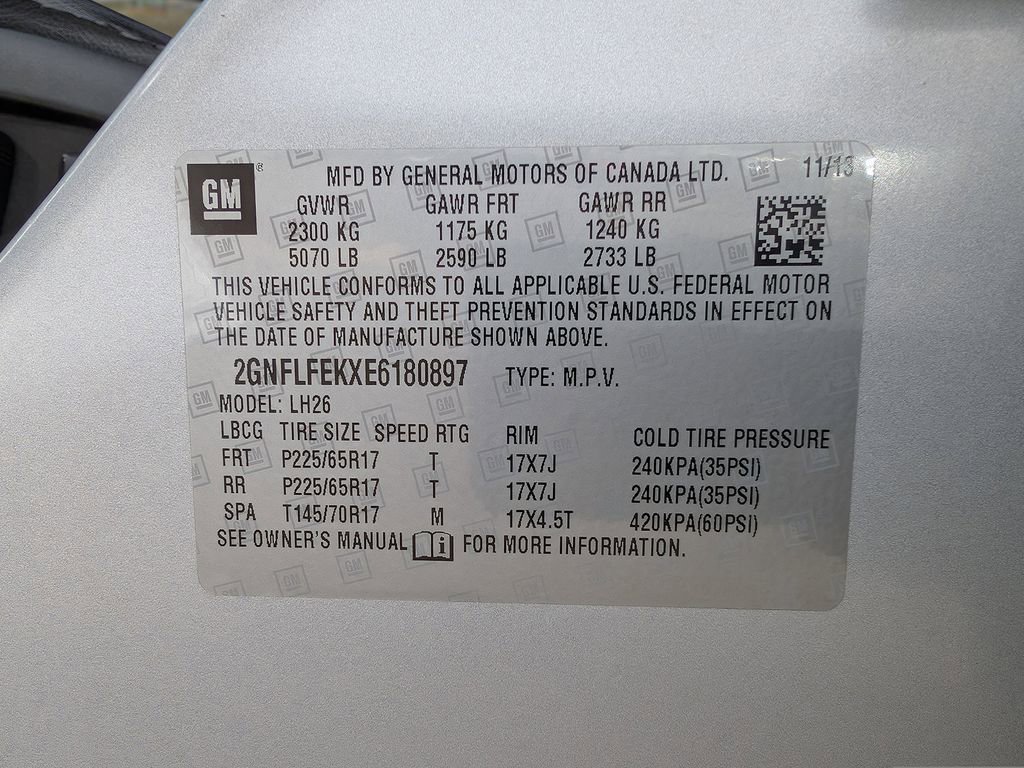 GM
®
MFD BY GENERAL MOTORS OF CANADA LTD. 11/13
GVWR GAWR FRT GAWR RR
2300 KG 1175 KG 1240 KG
5070 LB 2590 LB 2733 LB
THIS VEHICLE CONFORMS TO ALL APPLICABLE U.S. FEDERAL MOTOR
VEHICLE SAFETY AND THEFT PREVENTION STANDARDS IN EFFECT ON
THE DATE OF MANUFACTURE SHOWN ABOVE.
2GNFLFEKXE6180897 TYPE: M.P.V.
MODEL: LH26
LBCG TIRE SIZE SPEED RTG RIM COLD TIRE PRESSURE
FRT P225/65R17 T 17X7J 240KPA(35PSI)
RR P225/65R17 T 17X7J 240KPA(35PSI)
SPA T145/70R17 M 17X4.5T 420KPA(60PSI)
SEE OWNER'S MANUAL i FOR MORE INFORMATION.